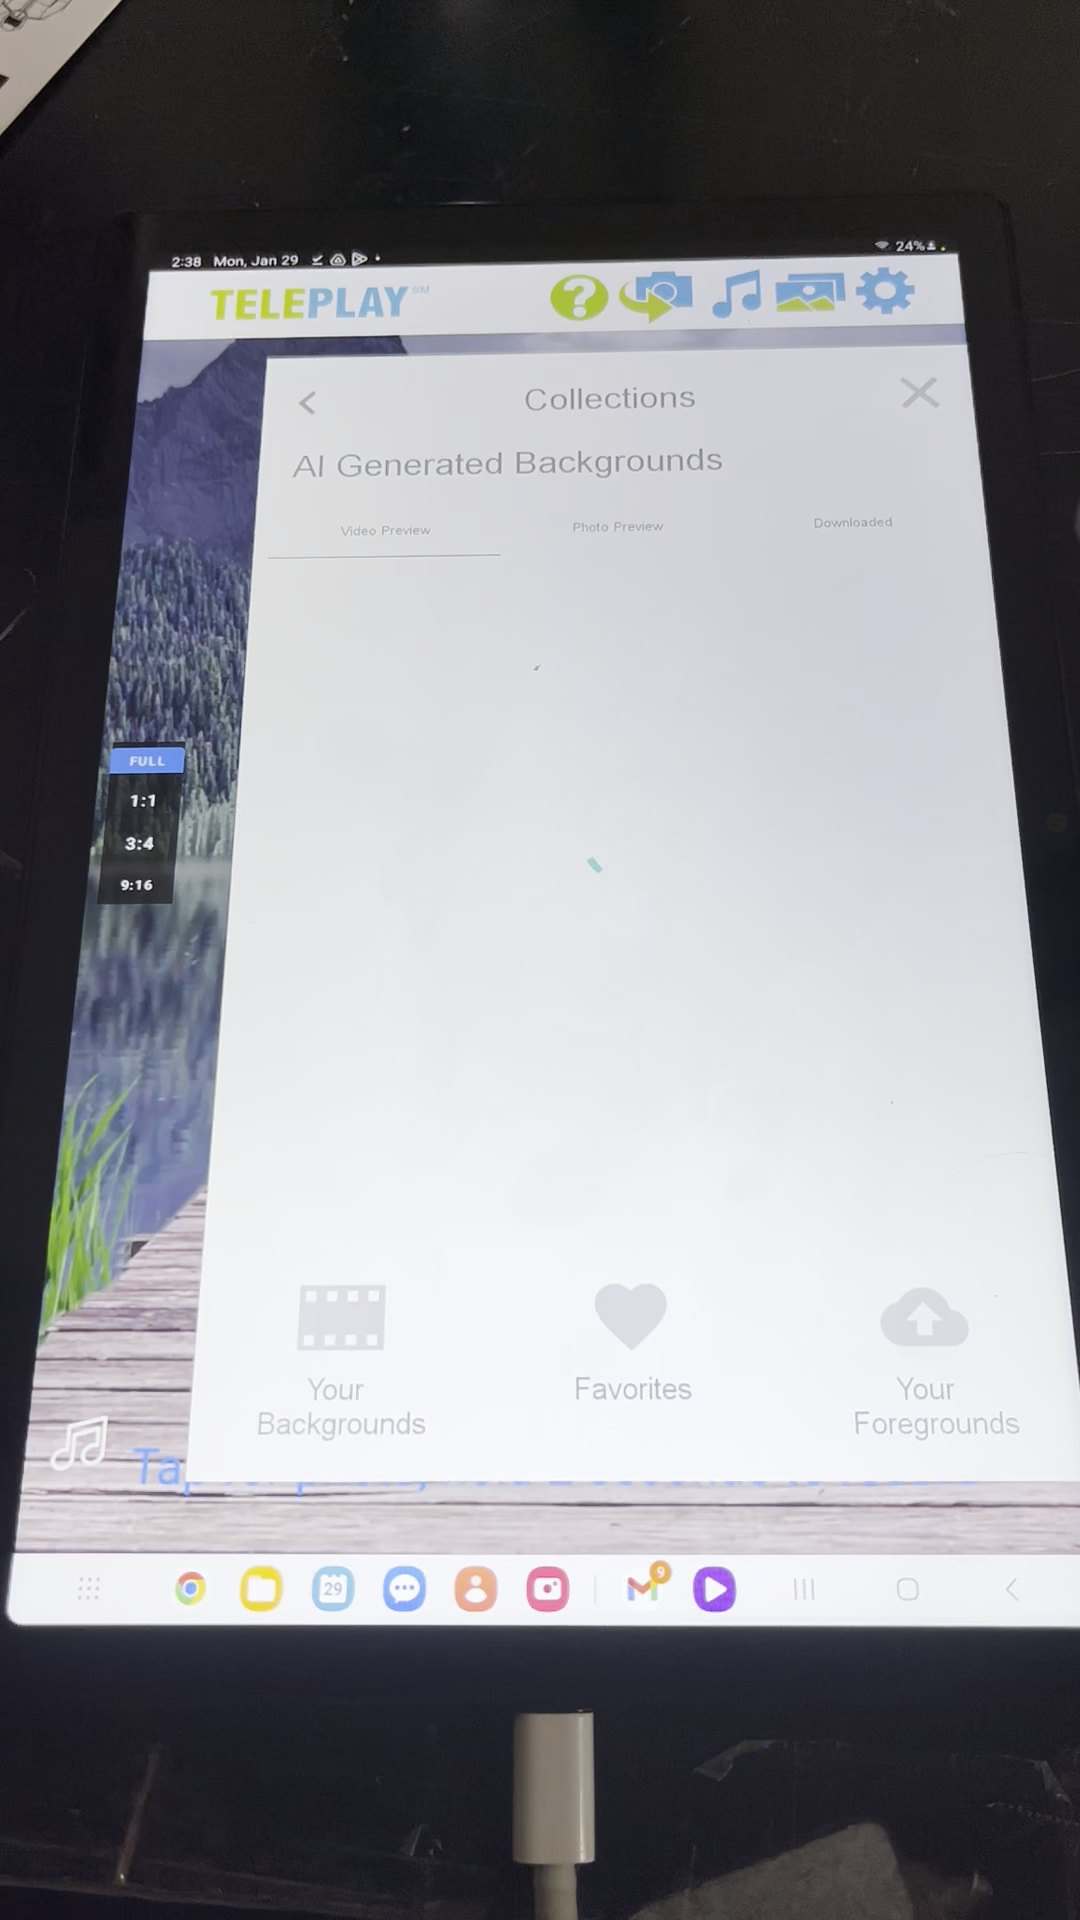 2:38 Mon, Jan 29
24%
TELEPLAY SM
Collections
AI Generated Backgrounds
Video Preview Photo Preview Downloaded
FULL
1:1
3:4
9:16
Your Backgrounds
Favorites
Your Foregrounds
29
9